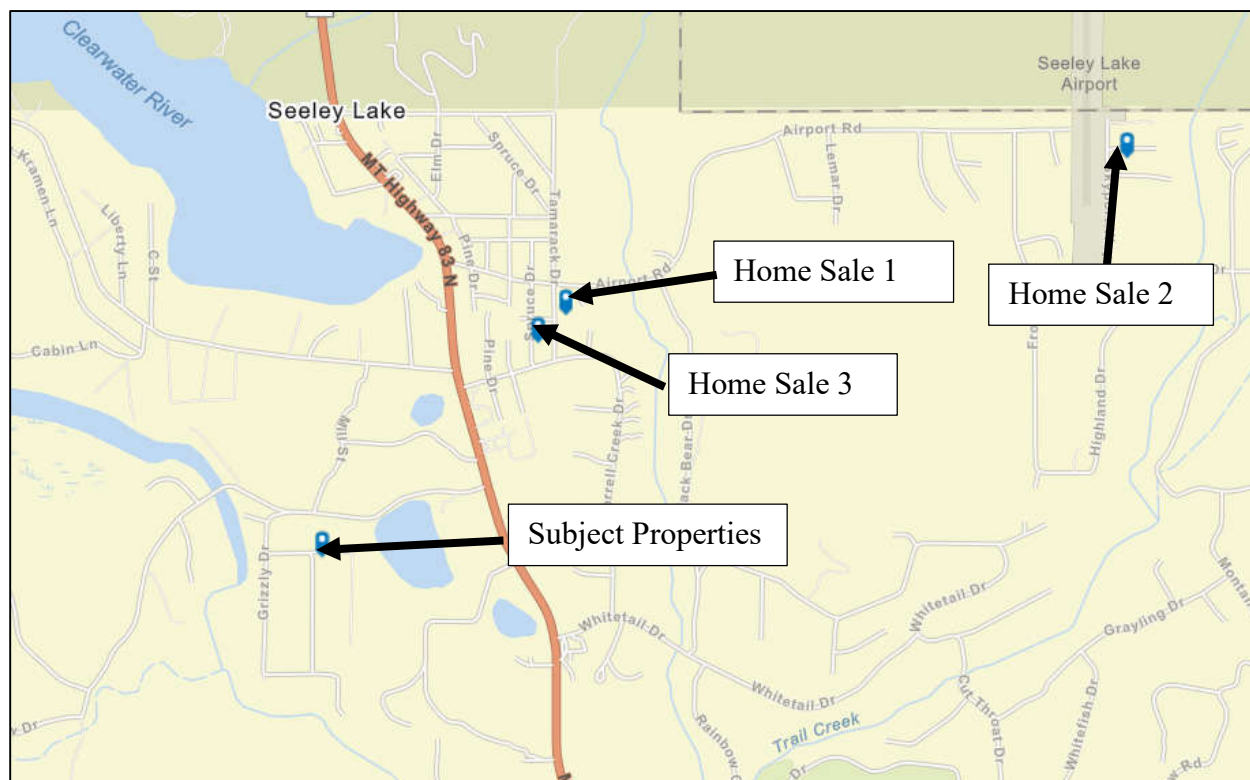 Clearwater
River
Seeley Lake
Seeley Lake
Airport
Elm Dr
Spruce Dr
Airport Rd
Lemar Dr
Kramen Ln
Liberty Ln
C St
MT Highway 83 N
Tamarack Dr
Pine Dr
Spruce Dr
Airport Rd
Home Sale 1
Home Sale 2
Cabin Ln
Pine Dr
Home Sale 3
Mill St
Highland Dr
Subject Properties
Grizzly Dr
Whitetail Dr
Whitetail Dr
Grayling Dr
Whitetail Dr
Trail Creek
Cut Throat Dr
Whitefish Dr
Dr